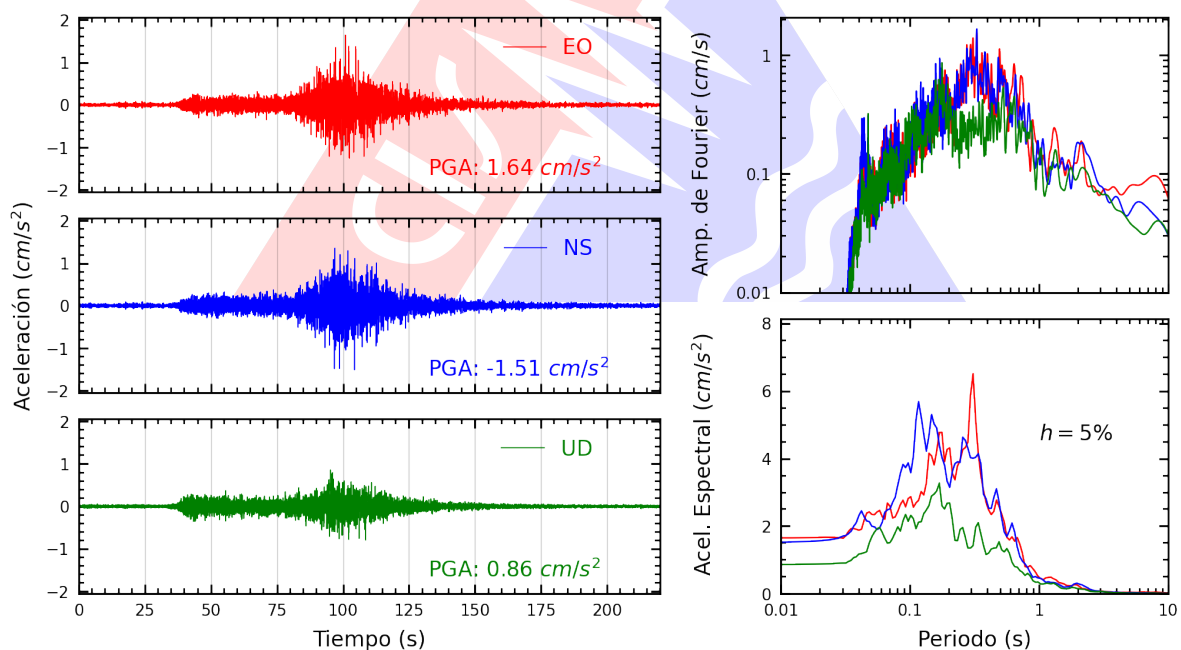 Aceleración (cm/s²)
2
1
0
−1
−2
EO
PGA: 1.64 cm/s²
2
1
0
−1
−2
NS
PGA: -1.51 cm/s²
2
1
0
−1
−2
UD
PGA: 0.86 cm/s²
0 25 50 75 100 125 150 175 200
Tiempo (s)
Amp. de Fourier (cm/s)
1
0.1
0.01
CISMID
Acel. Espectral (cm/s²)
8
6
4
2
0
h = 5%
0.01 0.1 1 10
Periodo (s)